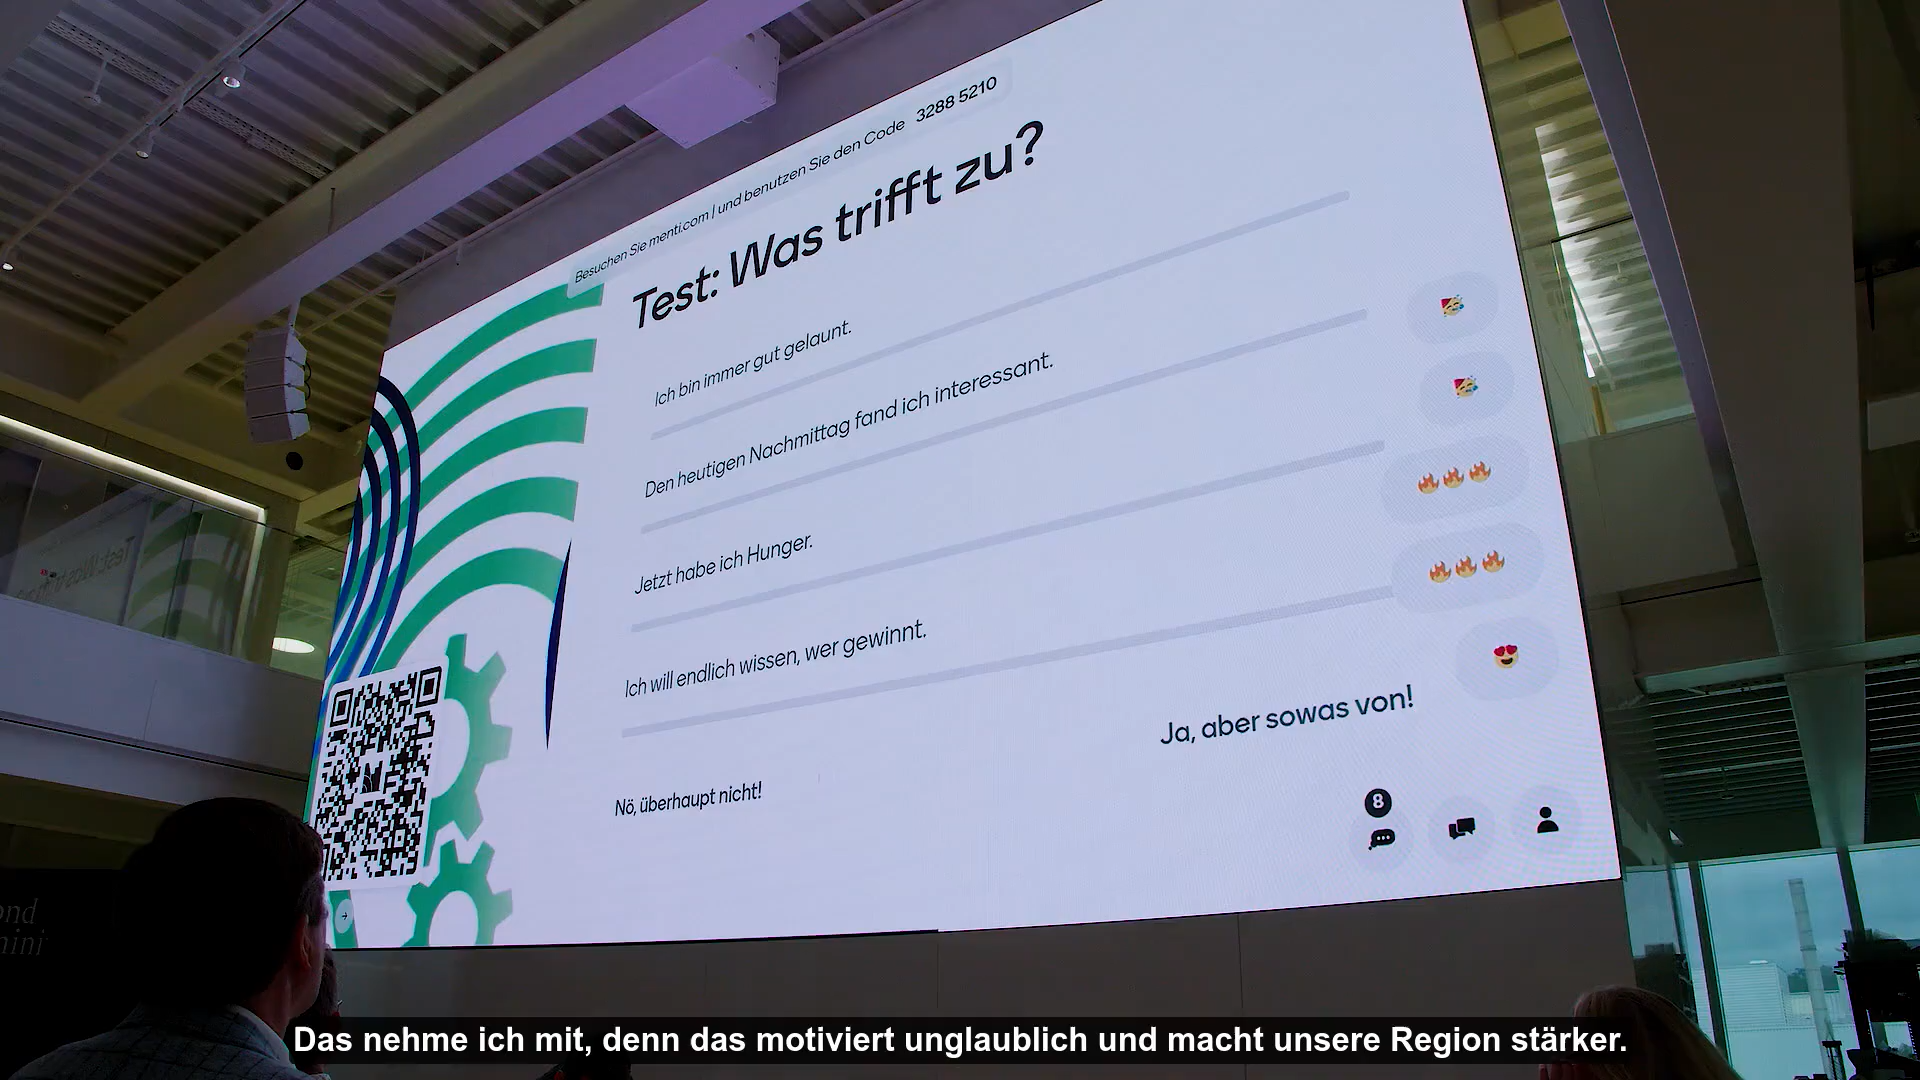 Besuchen Sie menti.com | und benutzen Sie den Code 3288 5210
Test: Was trifft zu?
Ich bin immer gut gelaunt.
Den heutigen Nachmittag fand ich interessant.
Jetzt habe ich Hunger.
Ich will endlich wissen, wer gewinnt.
Nö, überhaupt nicht!
Ja, aber sowas von!
8
Das nehme ich mit, denn das motiviert unglaublich und macht unsere Region stärker.